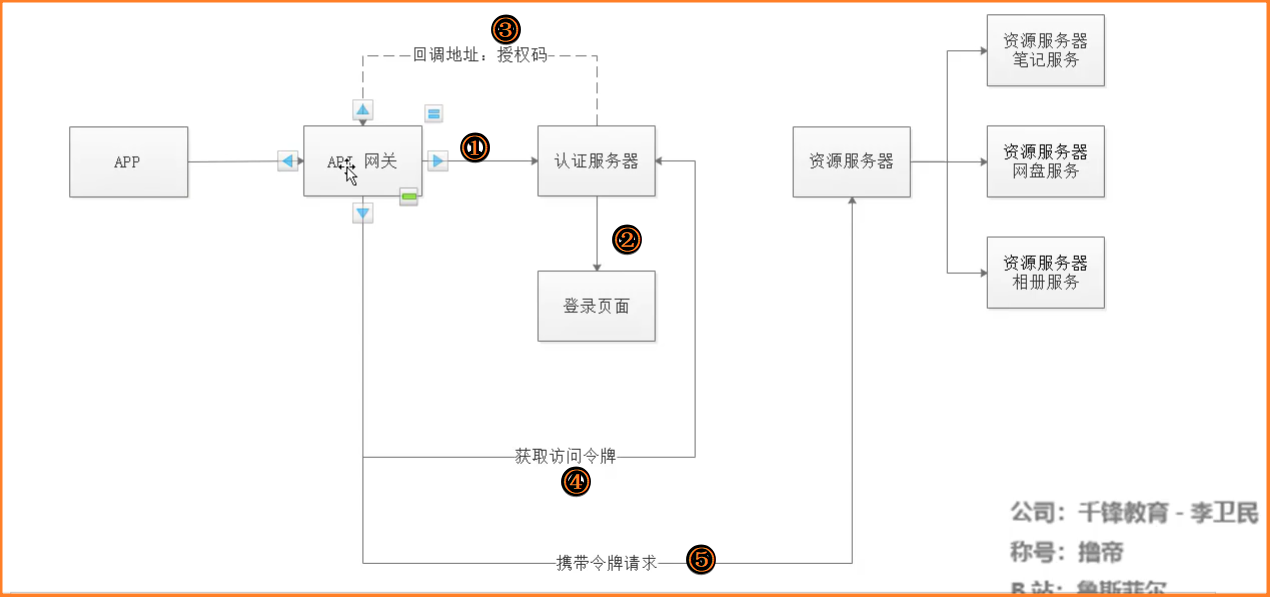 ③
回调地址：授权码
资源服务器
笔记服务
APP
API 网关
①
认证服务器
资源服务器
资源服务器
网盘服务
②
登录页面
资源服务器
相册服务
获取访问令牌
④
携带令牌请求
⑤
公司：千锋教育 - 李卫民
称号：撸帝
B 站：鲁斯菲尔